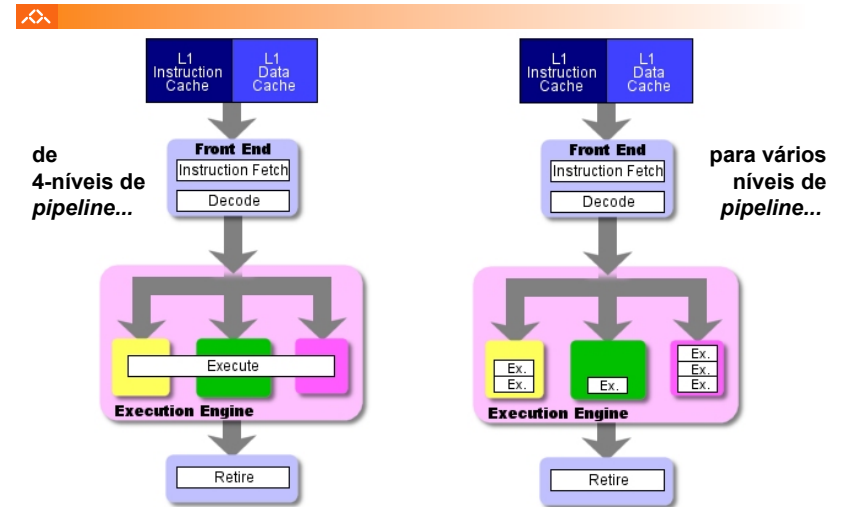 de
4-níveis de
pipeline...
L1
Instruction
Cache
L1
Data
Cache
Front End
Instruction Fetch
Decode
Execute
Execution Engine
Retire
L1
Instruction
Cache
L1
Data
Cache
Front End
Instruction Fetch
Decode
Ex.
Ex.
Ex.
Ex.
Ex.
Ex.
Execution Engine
Retire
para vários
níveis de
pipeline...